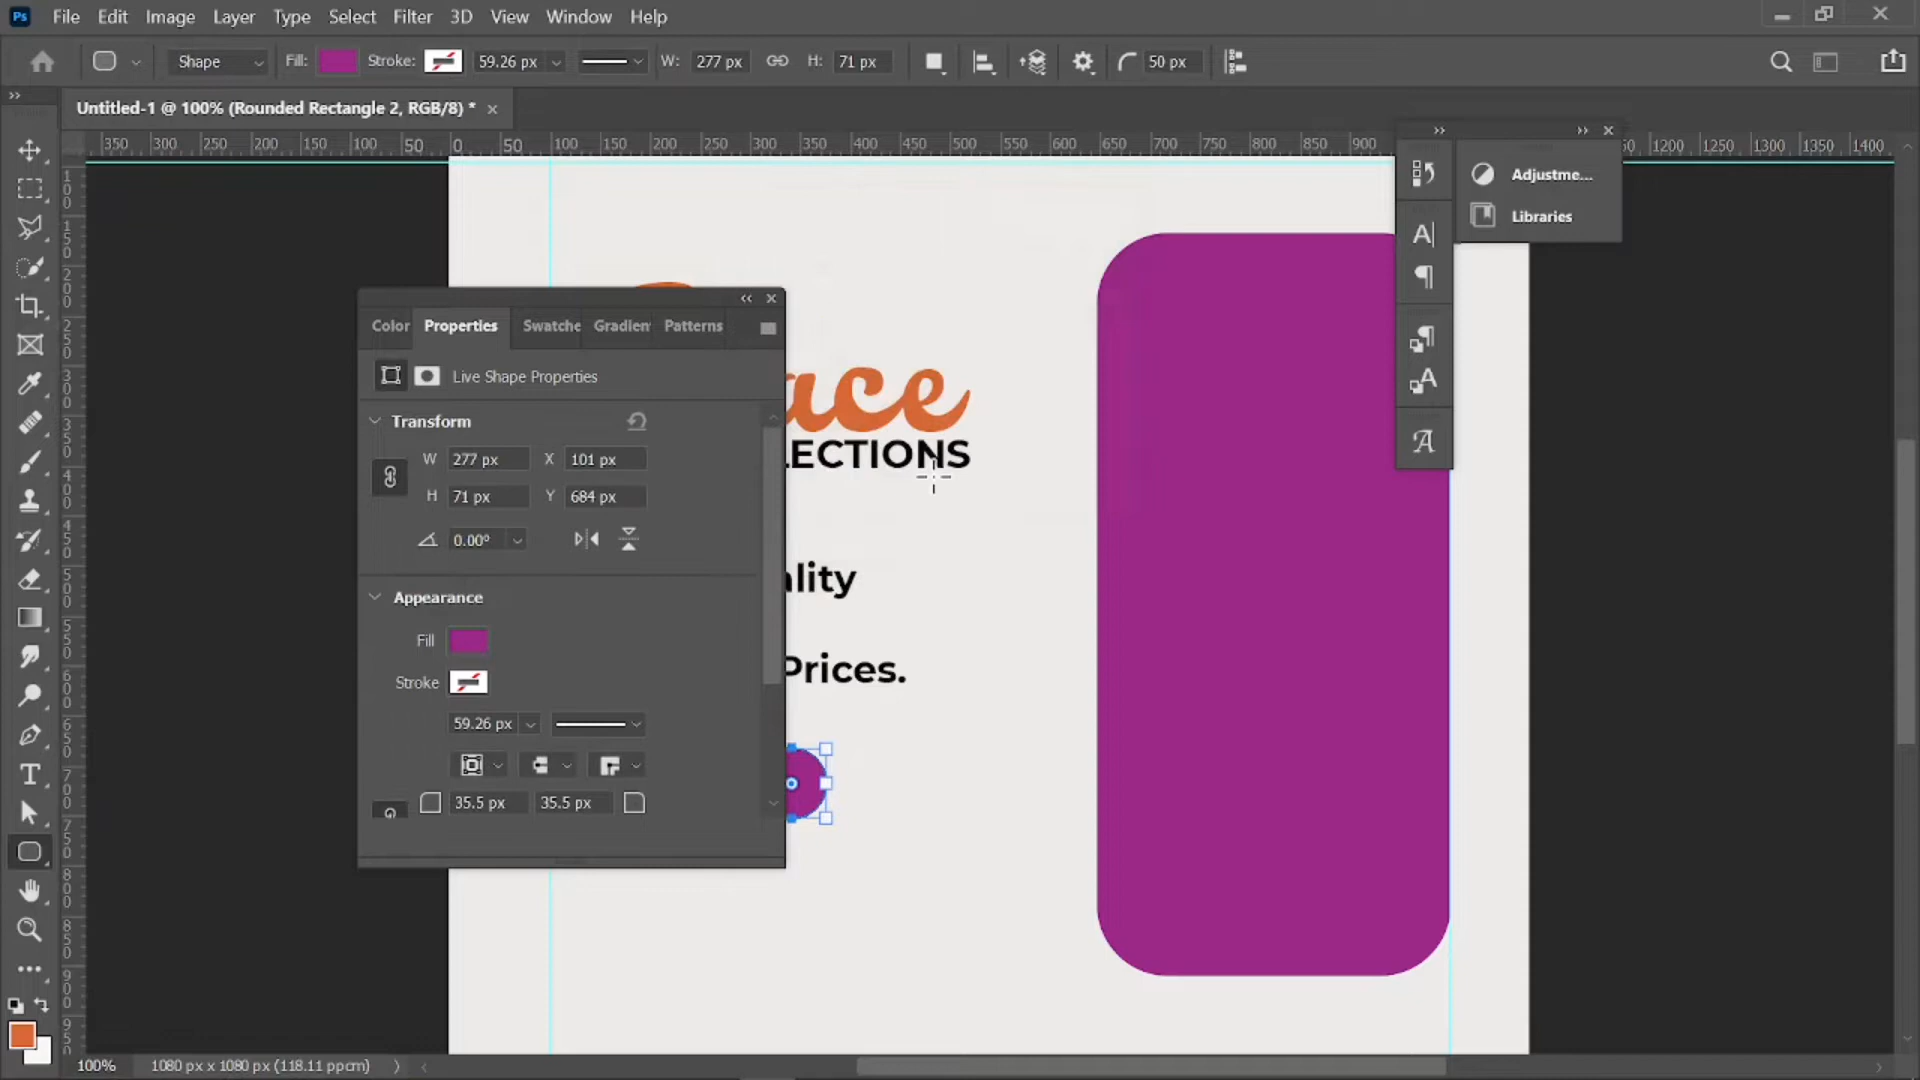 Ps File Edit Image Layer Type Select Filter 3D View Window Help
Shape Fill: Stroke: 59.26 px W: 277 px H: 71 px 50 px
Untitled-1 @ 100% (Rounded Rectangle 2, RGB/8) *
350 300 250 200 150 100 50 0 50 100 150 200 250 300 350 400 450 500 550 600 650 700 750 800 850 900 50 1200 1250 1300 1350 1400
Adjustme...
Libraries
Color Properties Swatche Gradien Patterns
Live Shape Properties
Transform
W 277 px X 101 px
H 71 px Y 684 px
0.00°
Appearance
Fill
Stroke
59.26 px
35.5 px 35.5 px
ace
LECTIONS
ality
Prices.
100% 1080 px x 1080 px (118.11 ppcm)